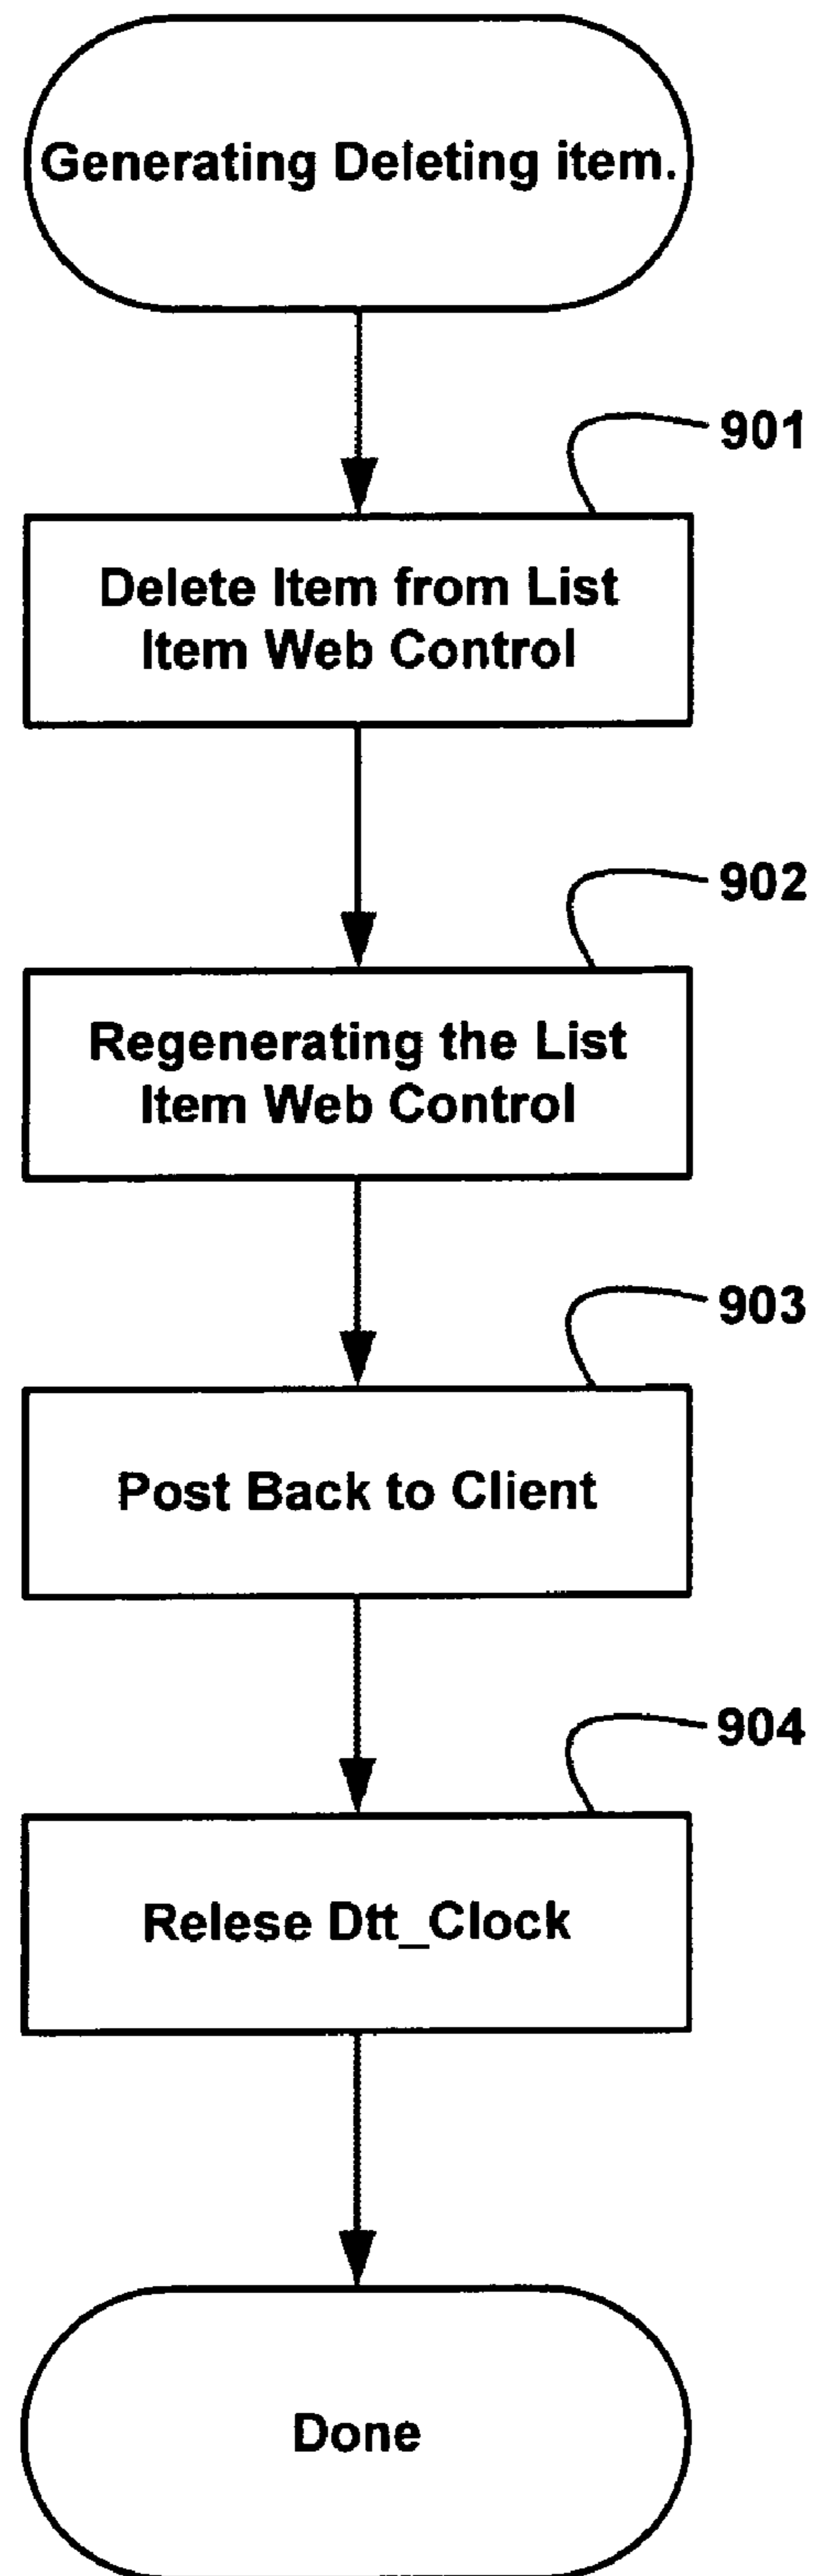 Generating Deleting item.
901
Delete Item from List
Item Web Control
902
Regenerating the List
Item Web Control
903
Post Back to Client
904
Relese Dtt_Clock
Done